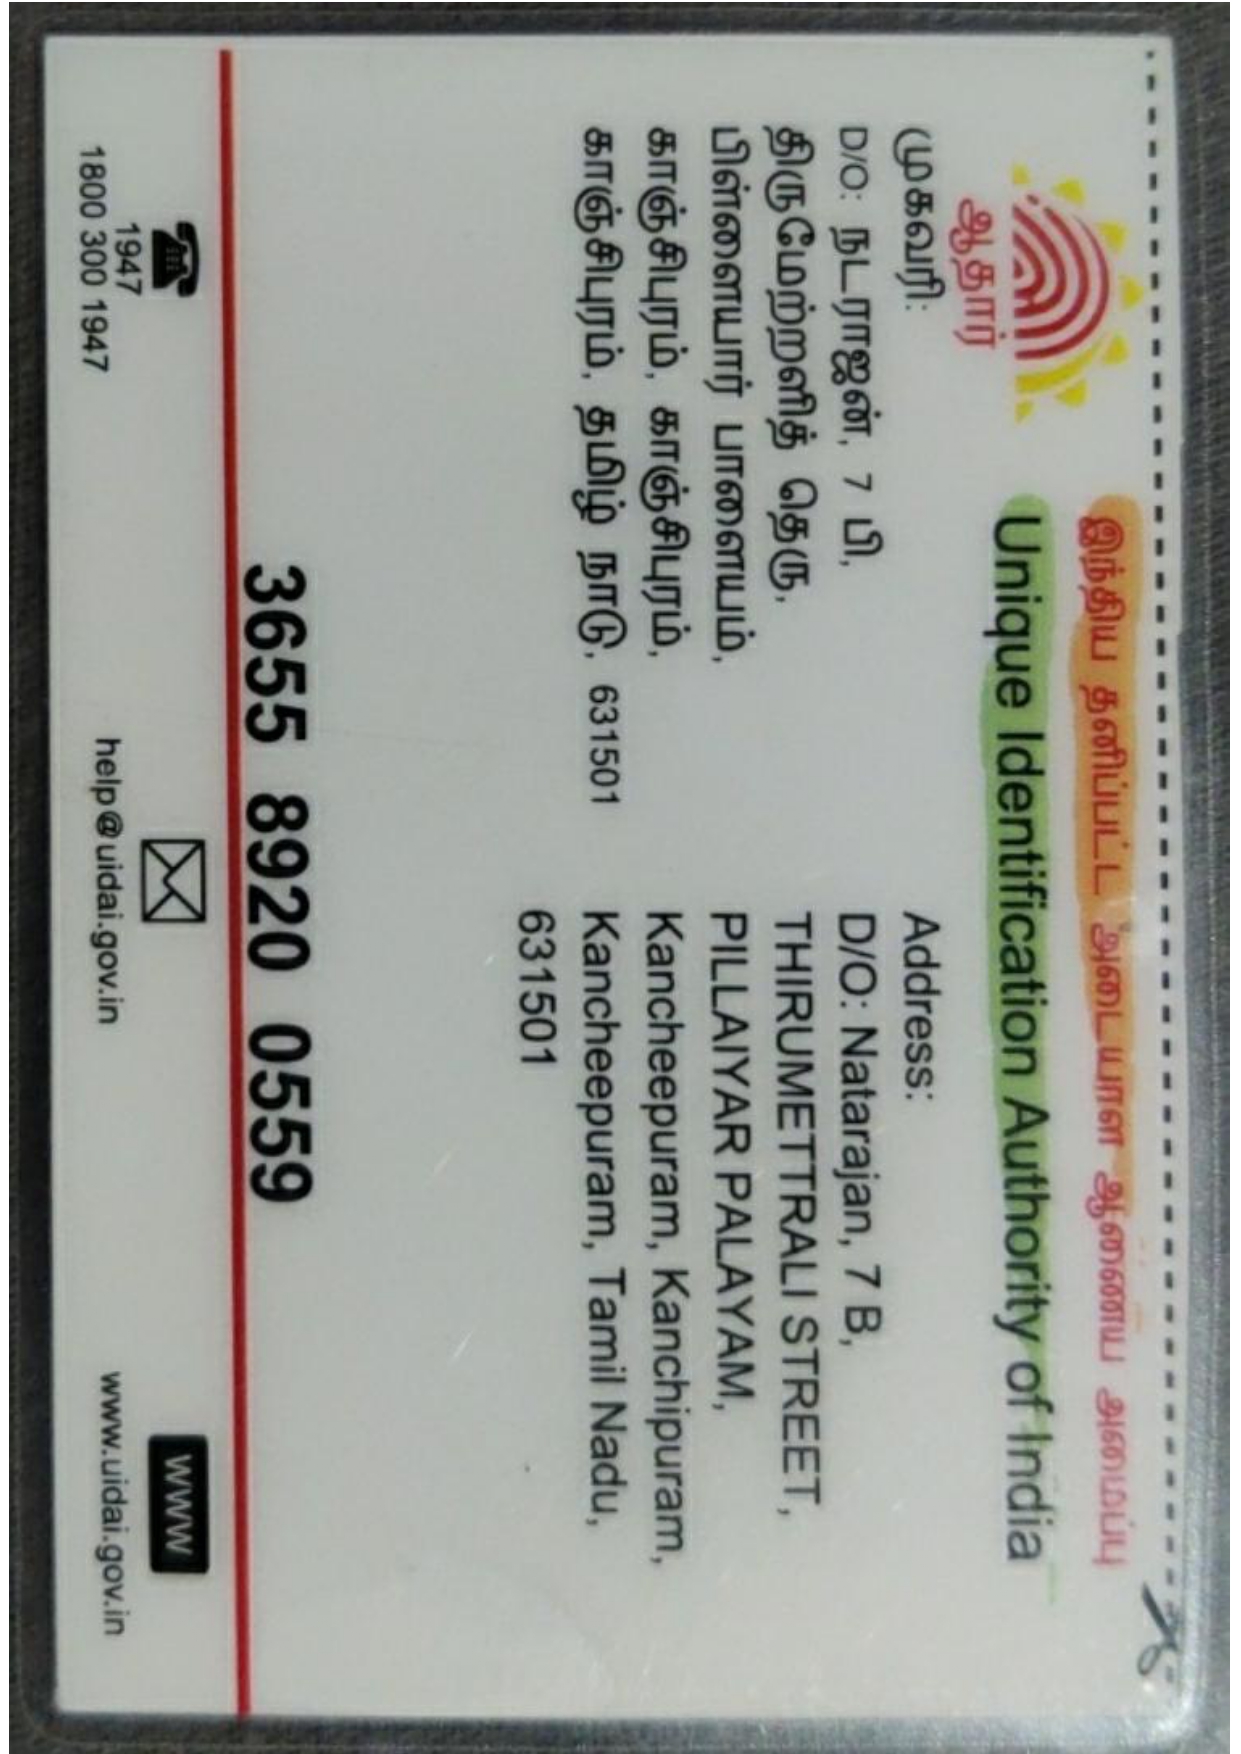 இந்திய தனிப்பட்ட அடையாள ஆணைய அமைப்பு
Unique Identification Authority of India
ஆதார்
முகவரி:
D/O: நடராஜன், 7 பி,
திருமேற்றளித் தெரு,
பிள்ளையார் பாளையம்,
காஞ்சிபுரம், காஞ்சிபுரம்,
காஞ்சிபுரம், தமிழ் நாடு, 631501
Address:
D/O: Natarajan, 7 B,
THIRUMETTRALI STREET,
PILLAIYAR PALAYAM,
Kancheepuram, Kanchipuram,
Kancheepuram, Tamil Nadu,
631501
3655 8920 0559
1947
1800 300 1947
help@uidai.gov.in
WWW
www.uidai.gov.in